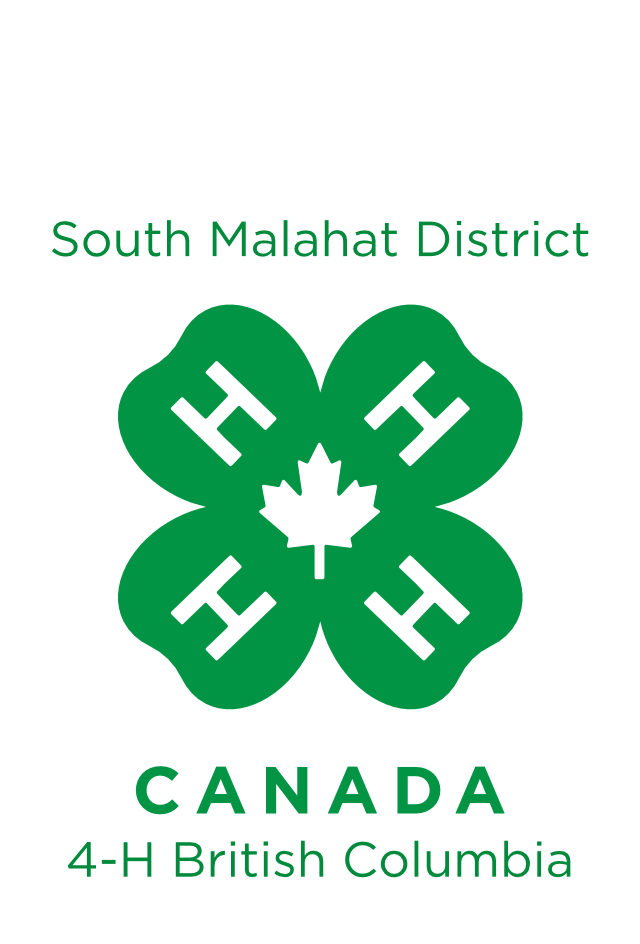 South Malahat District
H H
H H
CANADA
4-H British Columbia